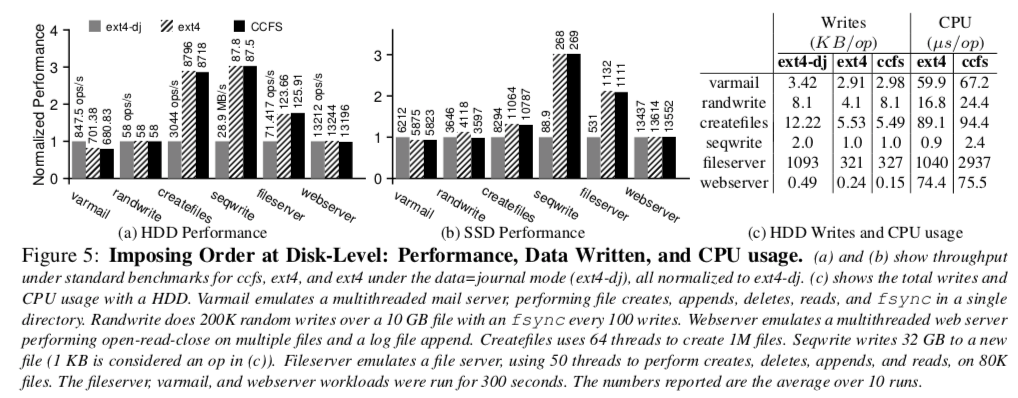 ext4-dj ext4 CCFS
Normalized Performance
4
3
2
1
0
847.5 ops/s
701.38
680.83
58 ops/s
58
58
3044 ops/s
8796
8718
28.9 MB/s
87.8
87.5
71.417 ops/s
123.66
125.91
13212 ops/s
13244
13196
varmail
randwrite
createfiles
seqwrite
fileserver
webserver
(a) HDD Performance
3
2
1
0
6212
5875
5823
3646
4118
3597
8294
11064
10787
88.9
268
269
531
1132
1111
13437
13614
13552
varmail
randwrite
createfiles
seqwrite
fileserver
webserver
(b) SSD Performance
Writes CPU
(KB/op) (μs/op)
ext4-dj ext4 ccfs ext4 ccfs
varmail 3.42 2.91 2.98 59.9 67.2
randwrite 8.1 4.1 8.1 16.8 24.4
createfiles 12.22 5.53 5.49 89.1 94.4
seqwrite 2.0 1.0 1.0 0.9 2.4
fileserver 1093 321 327 1040 2937
webserver 0.49 0.24 0.15 74.4 75.5
(c) HDD Writes and CPU usage
Figure 5: Imposing Order at Disk-Level: Performance, Data Written, and CPU usage. (a) and (b) show throughput
under standard benchmarks for ccfs, ext4, and ext4 under the data=journal mode (ext4-dj), all normalized to ext4-dj. (c) shows the total writes and
CPU usage with a HDD. Varmail emulates a multithreaded mail server, performing file creates, appends, deletes, reads, and fsync in a single
directory. Randwrite does 200K random writes over a 10 GB file with an fsync every 100 writes. Webserver emulates a multithreaded web server
performing open-read-close on multiple files and a log file append. Createfiles uses 64 threads to create 1M files. Seqwrite writes 32 GB to a new
file (1 KB is considered an op in (c)). Fileserver emulates a file server, using 50 threads to perform creates, deletes, appends, and reads, on 80K
files. The fileserver, varmail, and webserver workloads were run for 300 seconds. The numbers reported are the average over 10 runs.